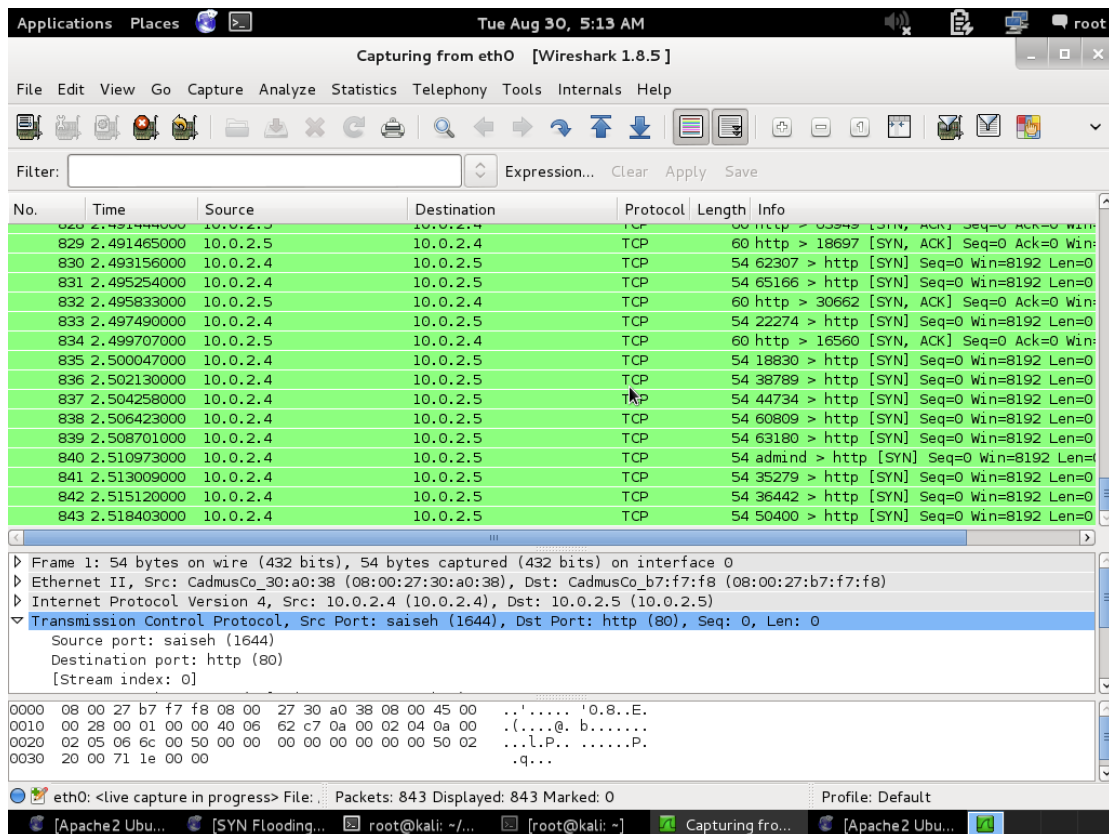 Applications Places Tue Aug 30, 5:13 AM root
Capturing from eth0 [Wireshark 1.8.5 ]
File Edit View Go Capture Analyze Statistics Telephony Tools Internals Help
Filter: Expression... Clear Apply Save
No. Time Source Destination Protocol Length Info
829 2.491465000 10.0.2.5 10.0.2.4 TCP 60 http > 18697 [SYN, ACK] Seq=0 Ack=0 Win=
830 2.493156000 10.0.2.4 10.0.2.5 TCP 54 62307 > http [SYN] Seq=0 Win=8192 Len=0
831 2.495254000 10.0.2.4 10.0.2.5 TCP 54 65166 > http [SYN] Seq=0 Win=8192 Len=0
832 2.495833000 10.0.2.5 10.0.2.4 TCP 60 http > 30662 [SYN, ACK] Seq=0 Ack=0 Win=
833 2.497490000 10.0.2.4 10.0.2.5 TCP 54 22274 > http [SYN] Seq=0 Win=8192 Len=0
834 2.499707000 10.0.2.5 10.0.2.4 TCP 60 http > 16560 [SYN, ACK] Seq=0 Ack=0 Win=
835 2.500047000 10.0.2.4 10.0.2.5 TCP 54 18830 > http [SYN] Seq=0 Win=8192 Len=0
836 2.502130000 10.0.2.4 10.0.2.5 TCP 54 38789 > http [SYN] Seq=0 Win=8192 Len=0
837 2.504258000 10.0.2.4 10.0.2.5 TCP 54 44734 > http [SYN] Seq=0 Win=8192 Len=0
838 2.506423000 10.0.2.4 10.0.2.5 TCP 54 60809 > http [SYN] Seq=0 Win=8192 Len=0
839 2.508701000 10.0.2.4 10.0.2.5 TCP 54 63180 > http [SYN] Seq=0 Win=8192 Len=0
840 2.510973000 10.0.2.4 10.0.2.5 TCP 54 admind > http [SYN] Seq=0 Win=8192 Len=
841 2.513009000 10.0.2.4 10.0.2.5 TCP 54 35279 > http [SYN] Seq=0 Win=8192 Len=0
842 2.515120000 10.0.2.4 10.0.2.5 TCP 54 36442 > http [SYN] Seq=0 Win=8192 Len=0
843 2.518403000 10.0.2.4 10.0.2.5 TCP 54 50400 > http [SYN] Seq=0 Win=8192 Len=0
Frame 1: 54 bytes on wire (432 bits), 54 bytes captured (432 bits) on interface 0
Ethernet II, Src: CadmusCo_30:a0:38 (08:00:27:30:a0:38), Dst: CadmusCo_b7:f7:f8 (08:00:27:b7:f7:f8)
Internet Protocol Version 4, Src: 10.0.2.4 (10.0.2.4), Dst: 10.0.2.5 (10.0.2.5)
Transmission Control Protocol, Src Port: saiseh (1644), Dst Port: http (80), Seq: 0, Len: 0
Source port: saiseh (1644)
Destination port: http (80)
[Stream index: 0]
0000 08 00 27 b7 f7 f8 08 00 27 30 a0 38 08 00 45 00 ..'..... '0.8..E.
0010 00 28 00 01 00 00 40 06 62 c7 0a 00 02 04 0a 00 .(....@. b.......
0020 02 05 06 6c 00 50 00 00 00 00 00 00 00 00 50 02 ...l.P.. ......P.
0030 20 00 71 1e 00 00 .q...
eth0: <live capture in progress> File: Packets: 843 Displayed: 843 Marked: 0 Profile: Default
[Apache2 Ubu... [SYN Flooding... root@kali: ~/... [root@kali: ~] Capturing fro... [Apache2 Ubu...